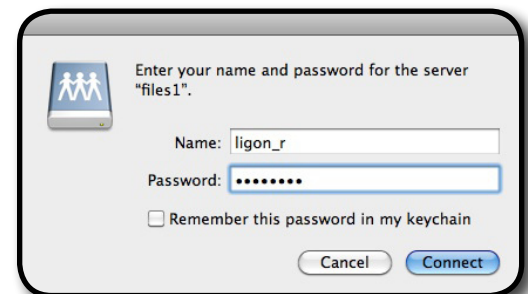 Enter your name and password for the server
“files1”.
Name: ligon_r
Password: ••••••••
Remember this password in my keychain
Cancel Connect